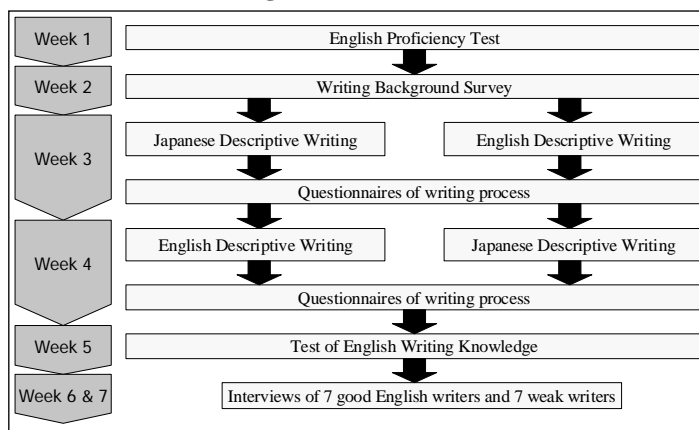 Week 1
English Proficiency Test
Week 2
Writing Background Survey
Week 3
Japanese Descriptive Writing
English Descriptive Writing
Questionnaires of writing process
Week 4
English Descriptive Writing
Japanese Descriptive Writing
Questionnaires of writing process
Week 5
Test of English Writing Knowledge
Week 6 & 7
Interviews of 7 good English writers and 7 weak writers